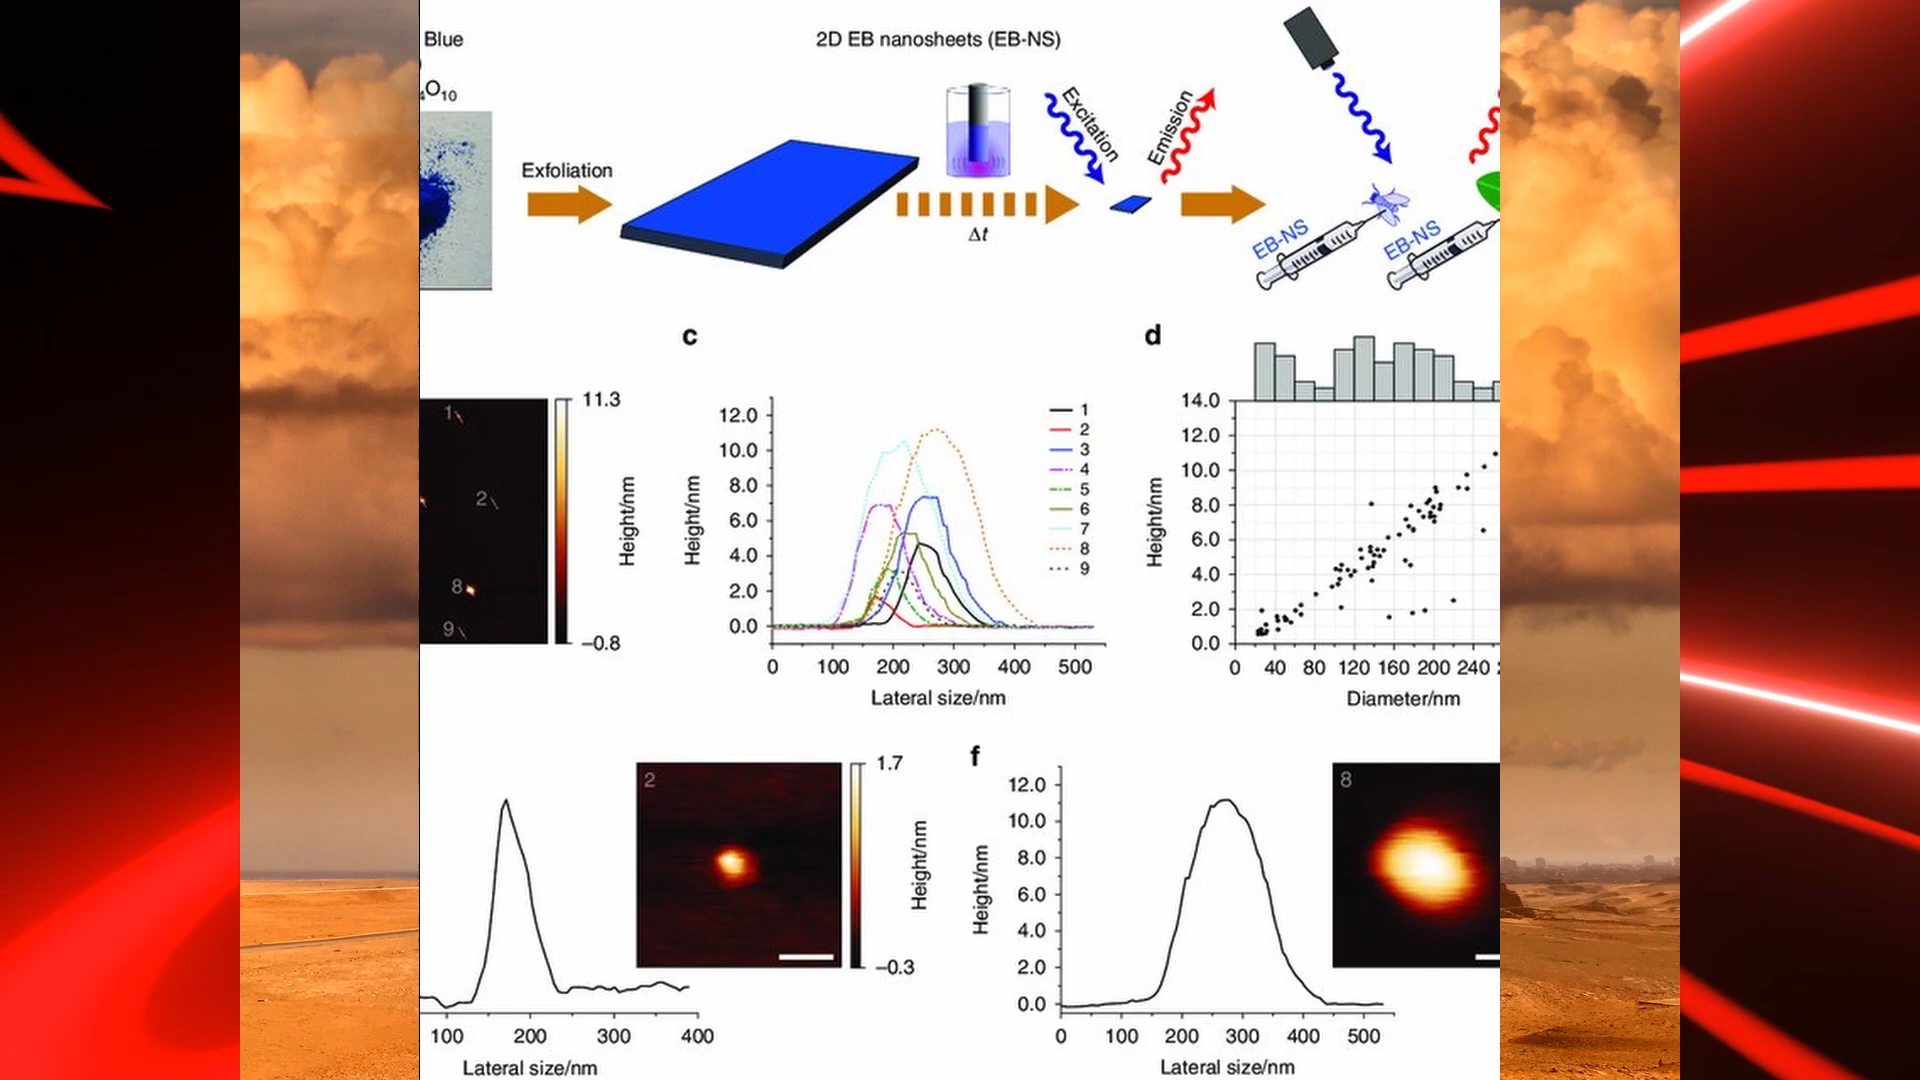 Blue
2D EB nanosheets (EB-NS)
4O10
Exfoliation
Excitation
Emission
Δt
EB-NS
EB-NS
c
d
11.3
–0.8
Height/nm
1
2
8
9
12.0
10.0
8.0
6.0
4.0
2.0
0.0
Height/nm
0 100 200 300 400 500
Lateral size/nm
1
2
3
4
5
6
7
8
9
14.0
12.0
10.0
8.0
6.0
4.0
2.0
0.0
Height/nm
0 40 80 120 160 200 240
Diameter/nm
100 200 300 400
Lateral size/nm
2
1.7
–0.3
Height/nm
f
12.0
10.0
8.0
6.0
4.0
2.0
0.0
Height/nm
0 100 200 300 400 500
Lateral size/nm
8